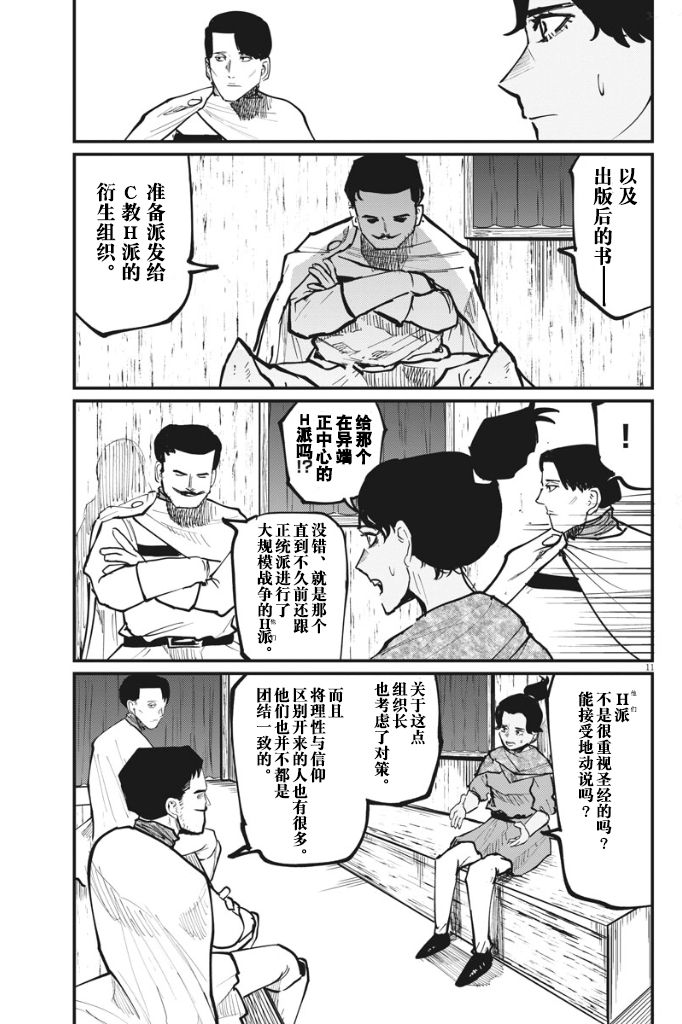 以及
出版后的书——
准备派发给
C教H派的
衍生组织。
!
给那个
在异端
正中心的
H派吗!?
没错、就是那个
直到不久前还跟
正统派进行了
大规模战争的H派。
他们
11
H派
他们
不是很重视圣经的吗?
能接受地动说吗?
关于这点
组织长
也考虑了对策。
而且
将理性与信仰
区别开来的人也有很多。
他们也并不都是
团结一致的。